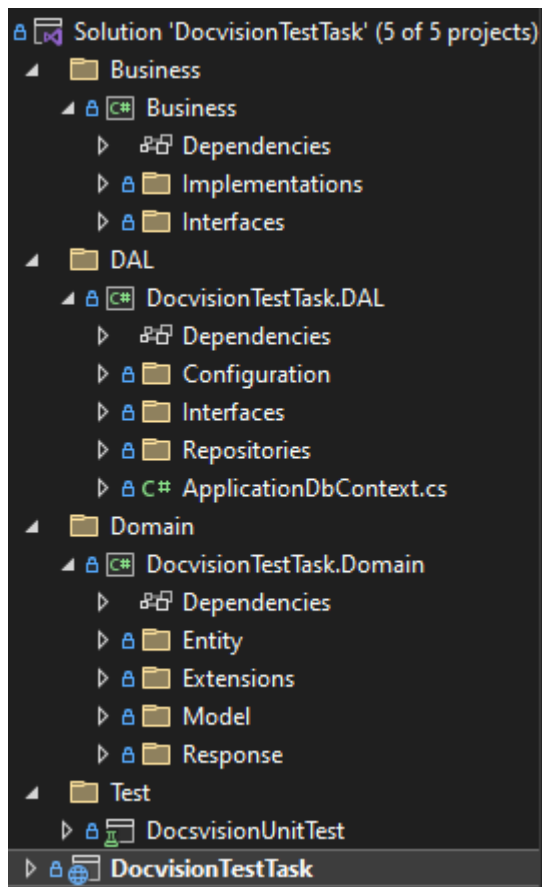 Solution 'DocvisionTestTask' (5 of 5 projects)
Business
C# Business
Dependencies
Implementations
Interfaces
DAL
C# DocvisionTestTask.DAL
Dependencies
Configuration
Interfaces
Repositories
C# ApplicationDbContext.cs
Domain
C# DocvisionTestTask.Domain
Dependencies
Entity
Extensions
Model
Response
Test
DocsvisionUnitTest
DocvisionTestTask